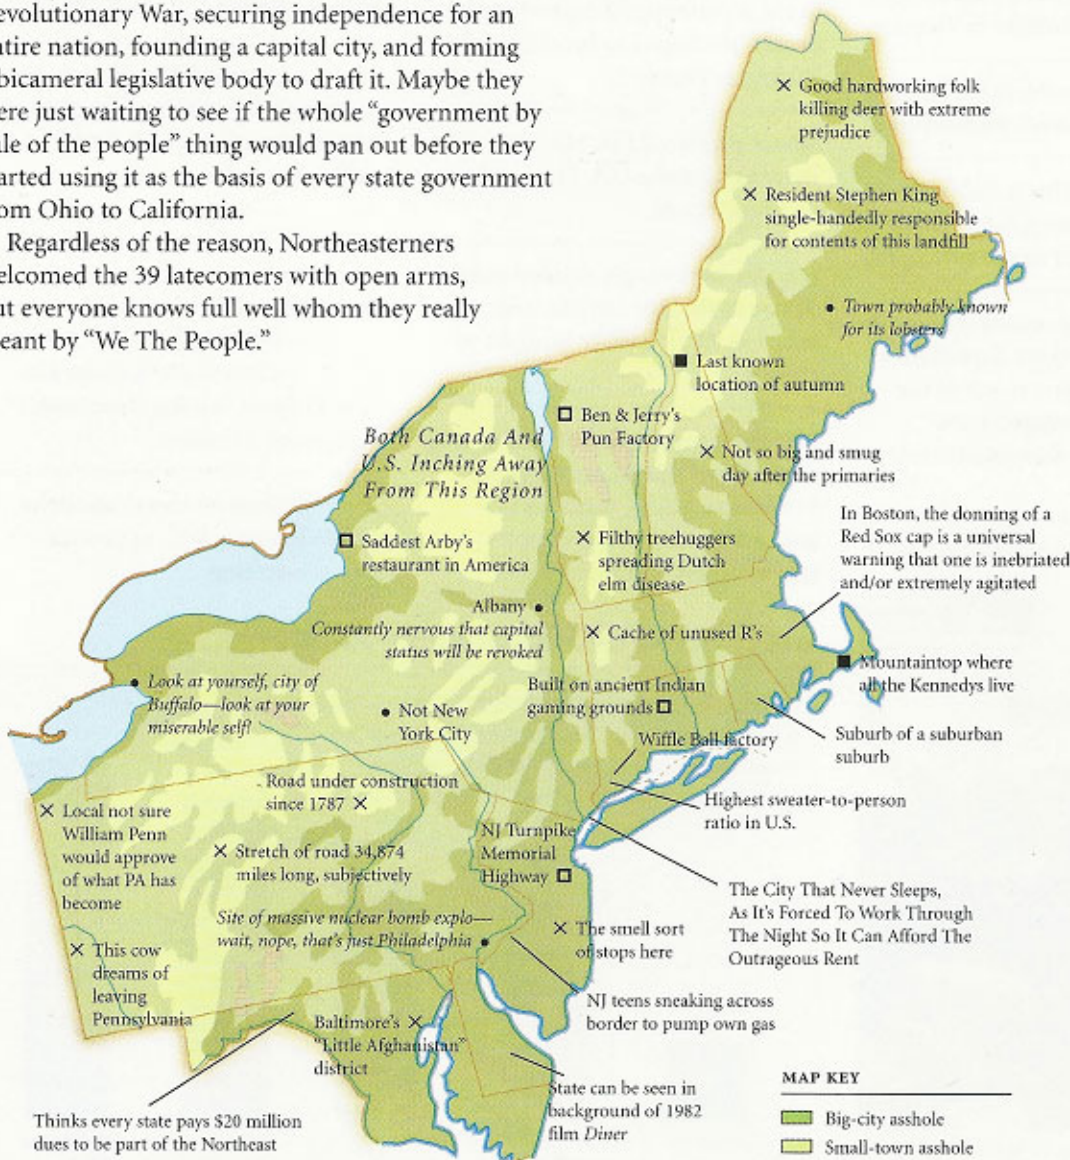 evolutionary War, securing independence for an
ntire nation, founding a capital city, and forming
bicameral legislative body to draft it. Maybe they
ere just waiting to see if the whole “government by
ule of the people” thing would pan out before they
arted using it as the basis of every state government
om Ohio to California.
Regardless of the reason, Northeasterners
elcomed the 39 latecomers with open arms,
ut everyone knows full well whom they really
eant by “We The People.”
Good hardworking folk
killing deer with extreme
prejudice
Resident Stephen King
single-handedly responsible
for contents of this landfill
Town probably known
for its lobsters
Last known
location of autumn
Ben & Jerry's
Pun Factory
Both Canada And
U.S. Inching Away
From This Region
Not so big and smug
day after the primaries
In Boston, the donning of a
Red Sox cap is a universal
warning that one is inebriated
and/or extremely agitated
Saddest Arby's
restaurant in America
Filthy treehuggers
spreading Dutch
elm disease
Albany
Constantly nervous that capital
status will be revoked
Cache of unused R's
Mountaintop where
all the Kennedys live
Look at yourself, city of
Buffalo—look at your
miserable self!
Not New
York City
Built on ancient Indian
gaming grounds
Wiffle Ball factory
Suburb of a suburban
suburb
Road under construction
since 1787
Highest sweater-to-person
ratio in U.S.
Local not sure
William Penn
would approve
of what PA has
become
Stretch of road 34,874
miles long, subjectively
NJ Turnpike
Memorial
Highway
The City That Never Sleeps,
As It's Forced To Work Through
The Night So It Can Afford The
Outrageous Rent
Site of massive nuclear bomb explo—
wait, nope, that's just Philadelphia
The smell sort
of stops here
This cow
dreams of
leaving
Pennsylvania
NJ teens sneaking across
border to pump own gas
Baltimore's
“Little Afghanistan”
district
State can be seen in
background of 1982
film Diner
Thinks every state pays $20 million
dues to be part of the Northeast
MAP KEY
Big-city asshole
Small-town asshole